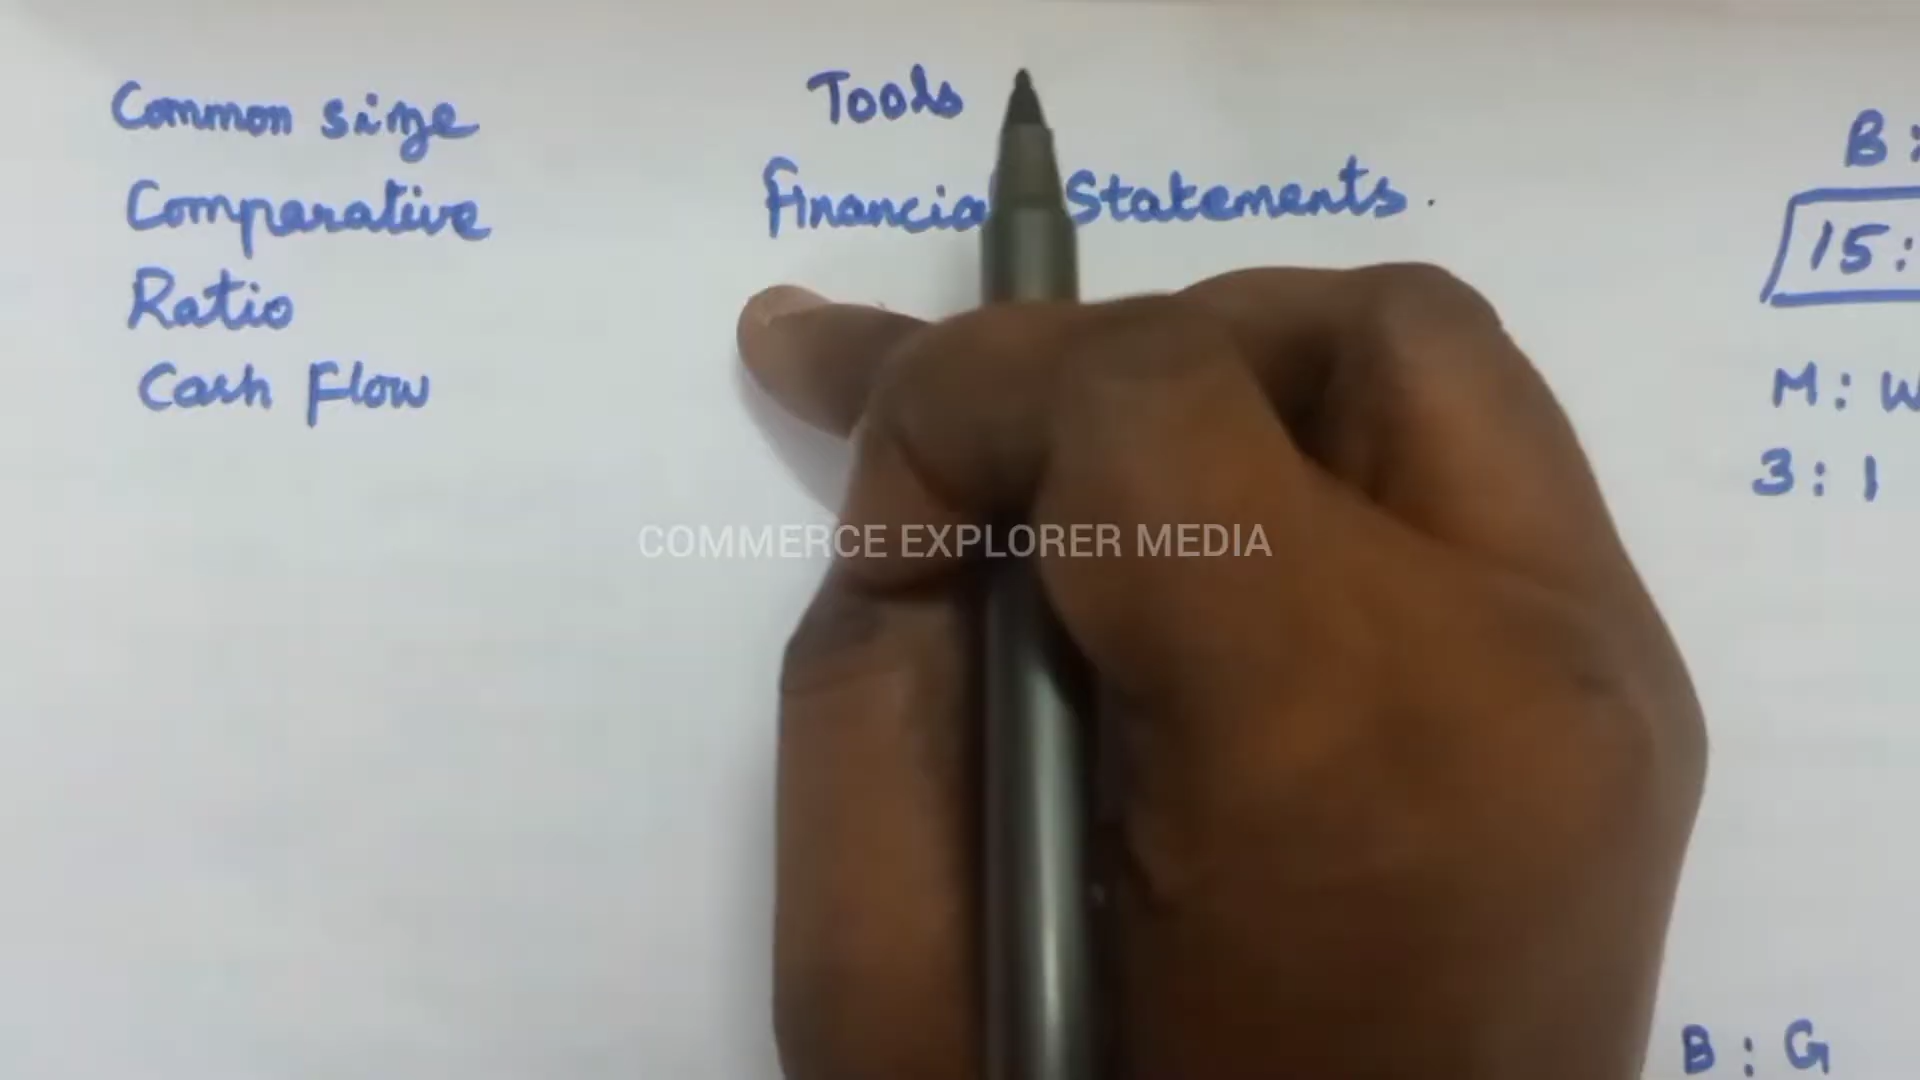 Common size
Comparative
Ratio
Cash Flow
Tools
Financial Statements.
B:
15:
M: W
3:1
B: G
COMMERCE EXPLORER MEDIA